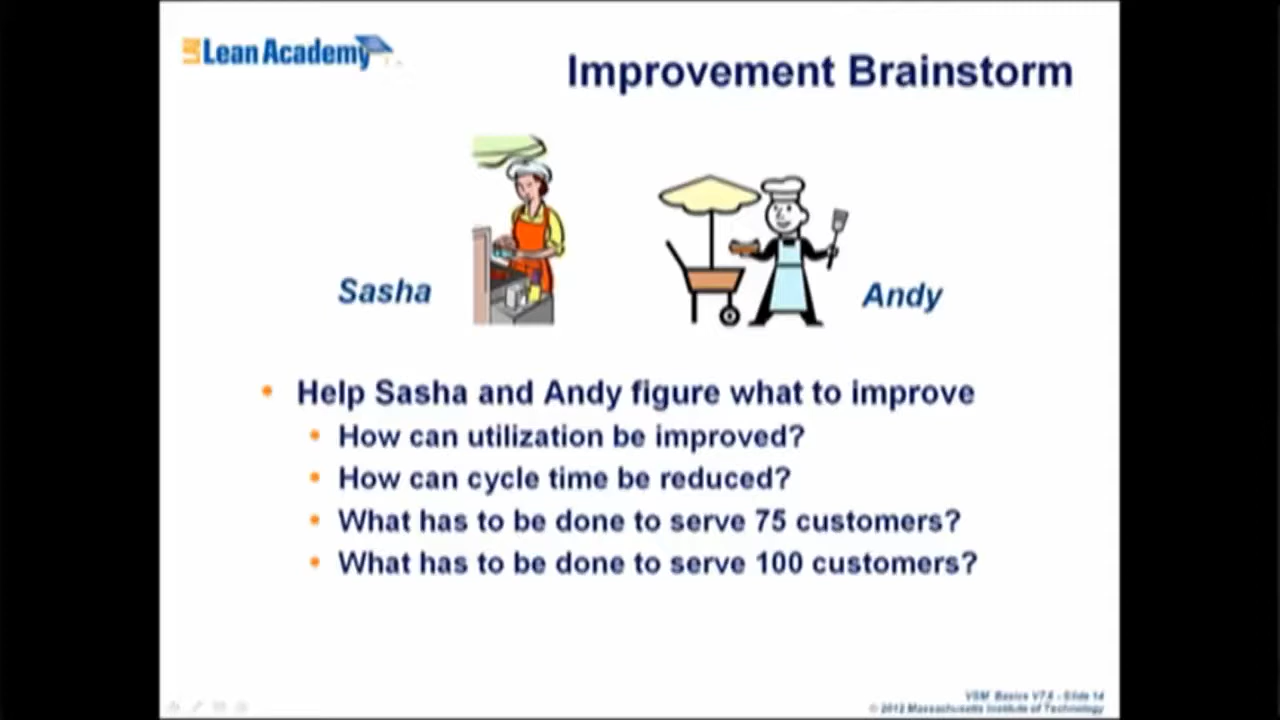 LAI Lean Academy
Improvement Brainstorm
Sasha
Andy
• Help Sasha and Andy figure what to improve
• How can utilization be improved?
• How can cycle time be reduced?
• What has to be done to serve 75 customers?
• What has to be done to serve 100 customers?
VSM Basics V7.6 - Slide 14
© 2012 Massachusetts Institute of Technology